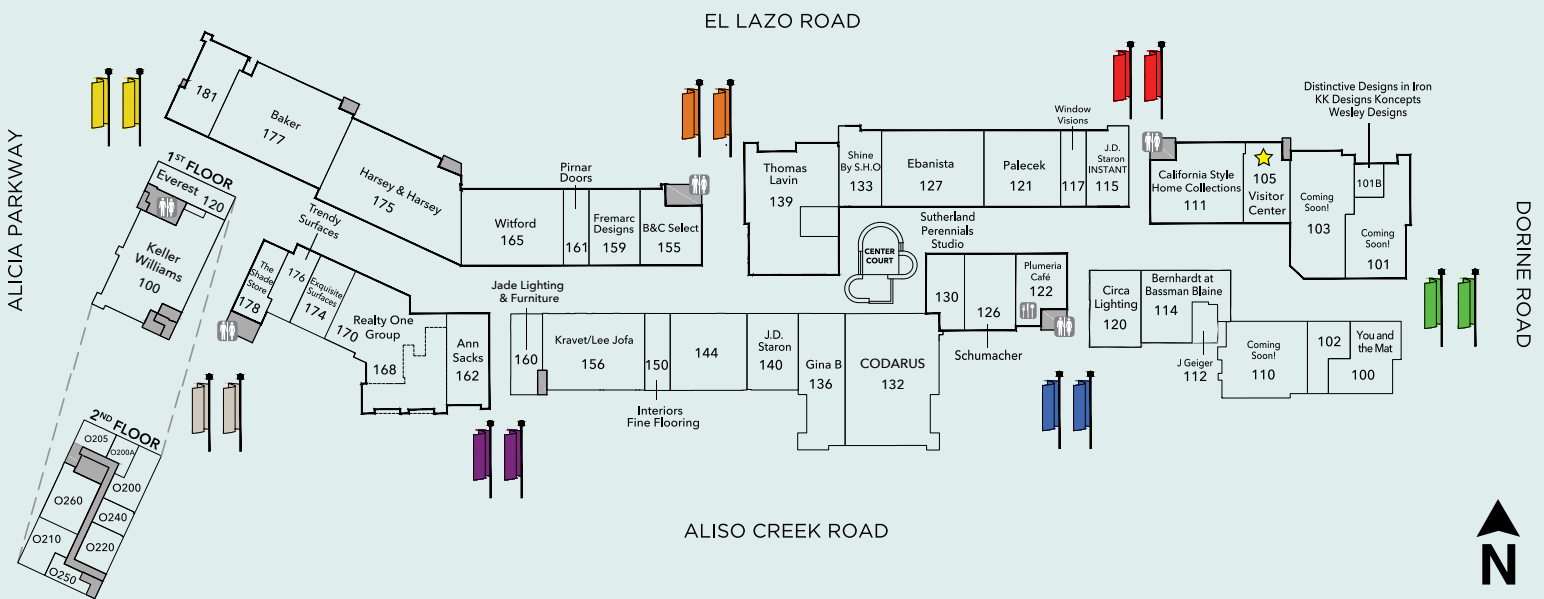 EL LAZO ROAD
ALICIA PARKWAY
DORINE ROAD
ALISO CREEK ROAD
N
181
Baker
177
Harsey & Harsey
175
Witford
165
Pirnar
Doors
161
Fremarc
Designs
159
B&C Select
155
Thomas
Lavin
139
Shine
By S.H.O
133
Ebanista
127
Palecek
121
Window
Visions
117
J.D.
Staron
INSTANT
115
California Style
Home Collections
111
105
Visitor
Center
Coming
Soon!
103
Distinctive Designs in Iron
KK Designs Koncepts
Wesley Designs
101B
Coming
Soon!
101
1ST FLOOR
Everest 120
Keller
Williams
100
2ND FLOOR
O205
O200A
O200
O260
O240
O210
O220
O250
The
Shade
Store
178
Trendy
Surfaces
176
Exquisite
Surfaces
174
170
Realty One
Group
168
Ann
Sacks
162
Jade Lighting
& Furniture
160
Kravet/Lee Jofa
156
150
Interiors
Fine Flooring
144
J.D.
Staron
140
Gina B
136
CODARUS
132
CENTER
COURT
Sutherland
Perennials
Studio
130
126
Schumacher
Plumeria
Café
122
Circa
Lighting
120
Bernhardt at
Bassman Blaine
114
J Geiger
112
Coming
Soon!
110
102
You and
the Mat
100